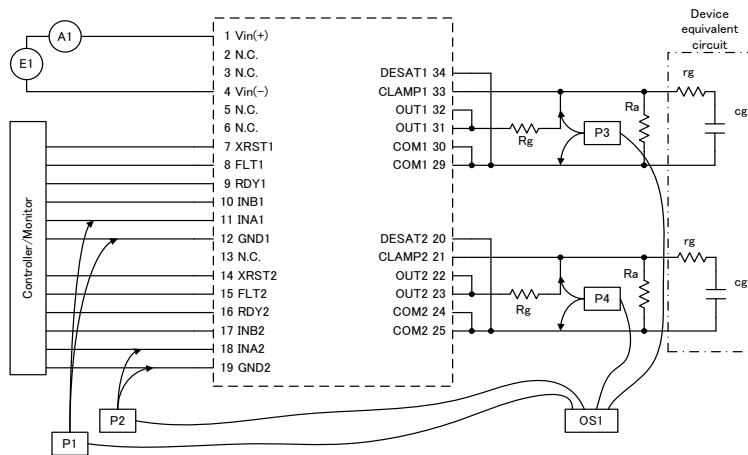 Device
equivalent
circuit
A1
E1
1 Vin(+)
2 N.C.
3 N.C.
4 Vin(-)
5 N.C.
6 N.C.
7 XRST1
8 FLT1
9 RDY1
10 INB1
11 INA1
12 GND1
13 N.C.
14 XRST2
15 FLT2
16 RDY2
17 INB2
18 INA2
19 GND2
DESAT1 34
CLAMP1 33
OUT1 32
OUT1 31
COM1 30
COM1 29
DESAT2 20
CLAMP2 21
OUT2 22
OUT2 23
COM2 24
COM2 25
Controller/Monitor
Rg
P3
Ra
rg
cg
Rg
P4
Ra
rg
cg
P1
P2
OS1